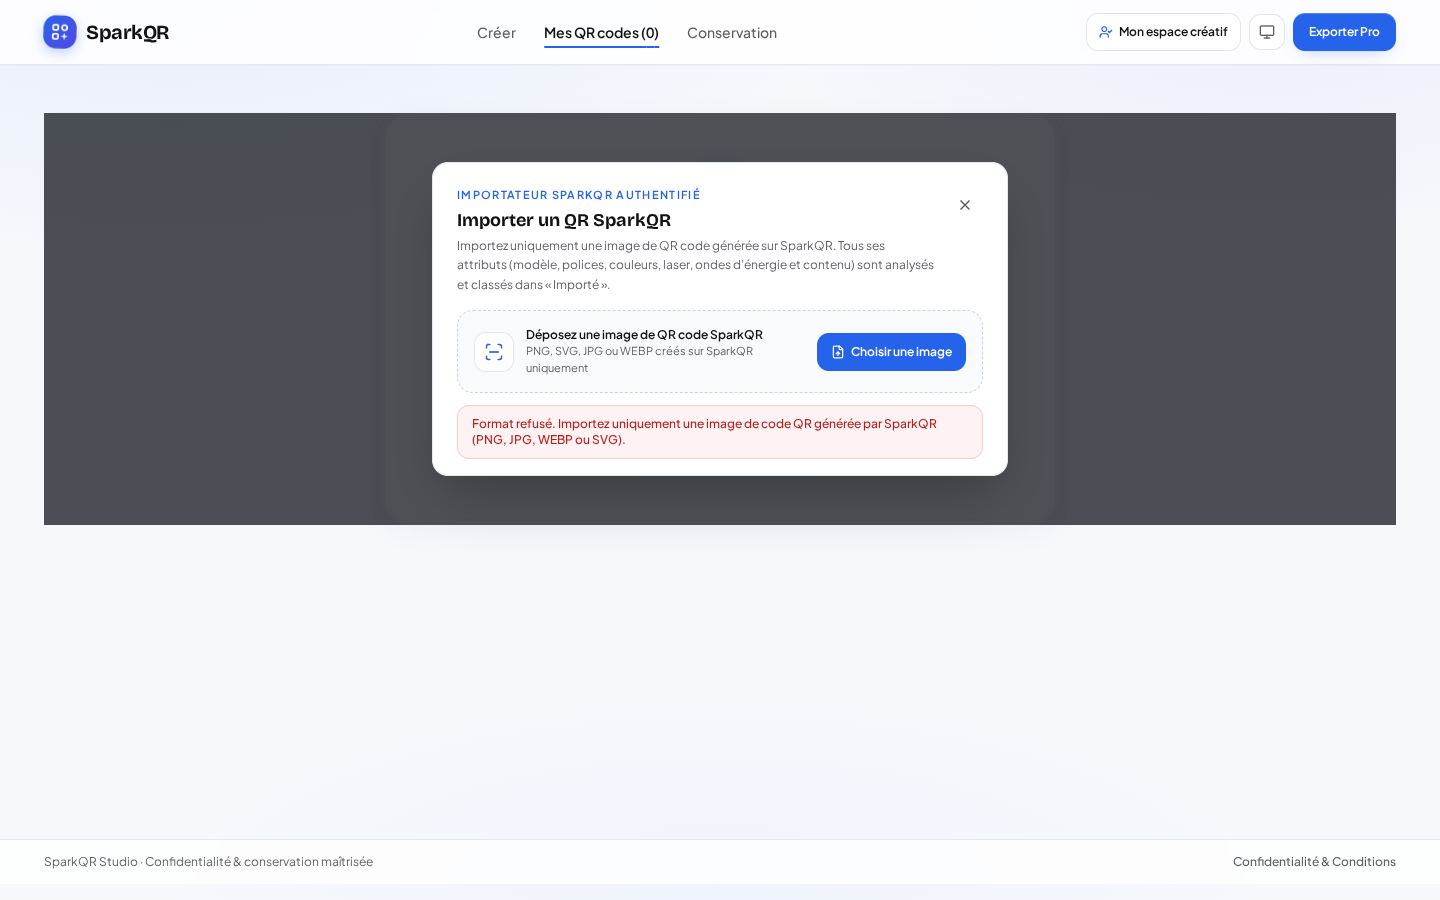 SparkQR
Créer
Mes QR codes (0)
Conservation
Mon espace créatif
Exporter Pro
IMPORTATEUR SPARKQR AUTHENTIFIÉ
Importer un QR SparkQR
Importez uniquement une image de QR code générée sur SparkQR. Tous ses
attributs (modèle, polices, couleurs, laser, ondes d’énergie et contenu) sont analysés
et classés dans « Importé ».
Déposez une image de QR code SparkQR
PNG, SVG, JPG ou WEBP créés sur SparkQR
uniquement
Choisir une image
Format refusé. Importez uniquement une image de code QR générée par SparkQR
(PNG, JPG, WEBP ou SVG).
SparkQR Studio · Confidentialité & conservation maîtrisée
Confidentialité & Conditions